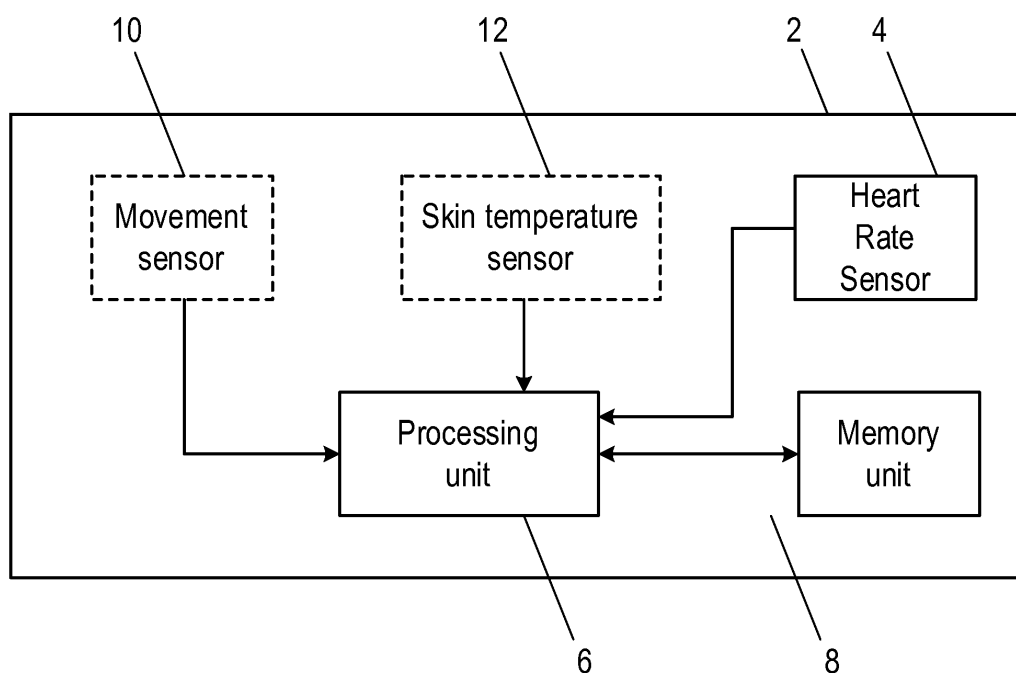 10
12
2
4
Movement
sensor
Skin temperature
sensor
Heart
Rate
Sensor
Processing
unit
Memory
unit
6
8